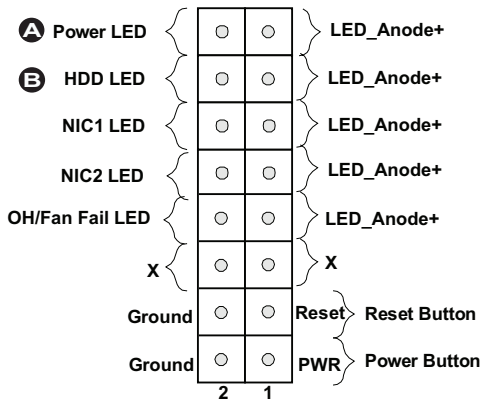 A Power LED LED_Anode+
B HDD LED LED_Anode+
NIC1 LED LED_Anode+
NIC2 LED LED_Anode+
OH/Fan Fail LED LED_Anode+
X X
Ground Reset Reset Button
Ground PWR Power Button
2 1